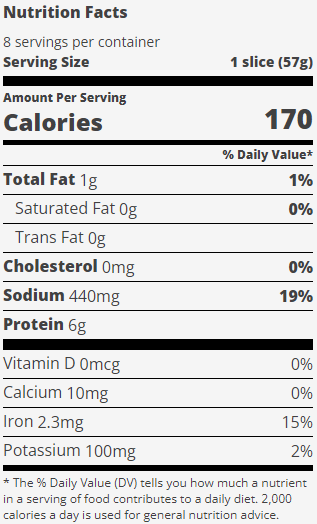 Nutrition Facts
8 servings per container
Serving Size 1 slice (57g)
Amount Per Serving
Calories 170
% Daily Value*
Total Fat 1g 1%
Saturated Fat 0g 0%
Trans Fat 0g
Cholesterol 0mg 0%
Sodium 440mg 19%
Protein 6g
Vitamin D 0mcg 0%
Calcium 10mg 0%
Iron 2.3mg 15%
Potassium 100mg 2%
* The % Daily Value (DV) tells you how much a nutrient
in a serving of food contributes to a daily diet. 2,000
calories a day is used for general nutrition advice.